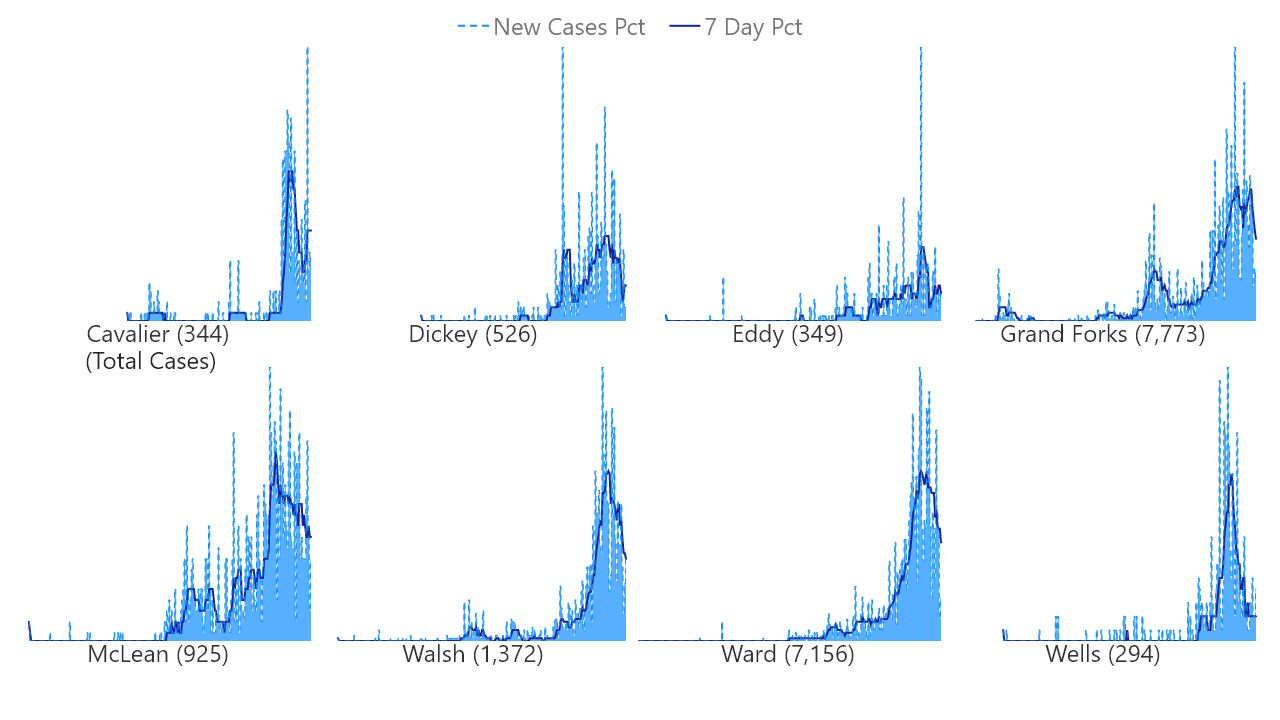 New Cases Pct 7 Day Pct
Cavalier (344) Dickey (526) Eddy (349) Grand Forks (7,773)
(Total Cases)
McLean (925) Walsh (1,372) Ward (7,156) Wells (294)